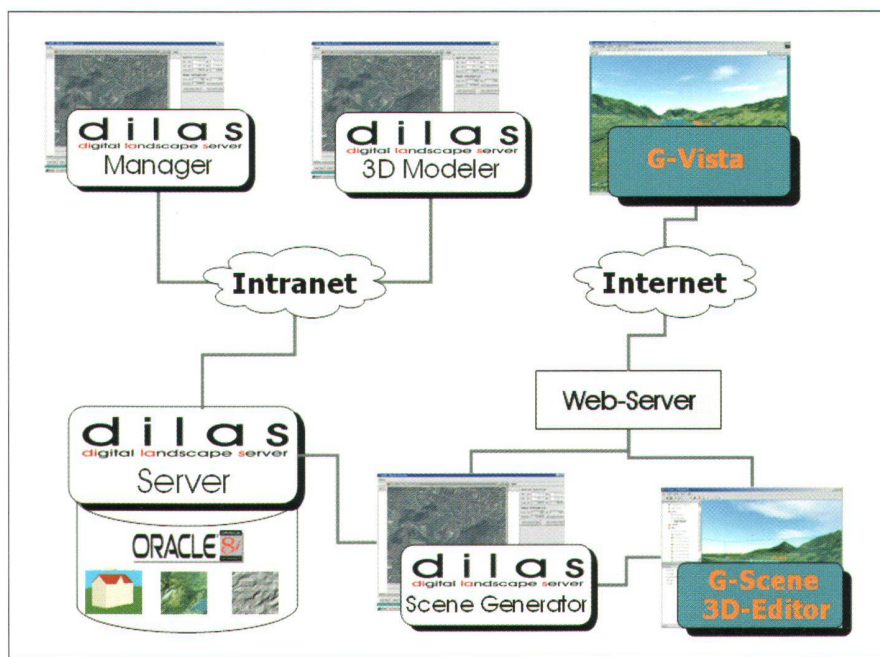 dilas
digital landscape server
Manager
dilas
digital landscape server
3D Modeler
G-Vista
Intranet
Internet
Web-Server
dilas
digital landscape server
Server
ORACLE 8i
dilas
digital landscape server
Scene Generator
G-Scene
3D-Editor